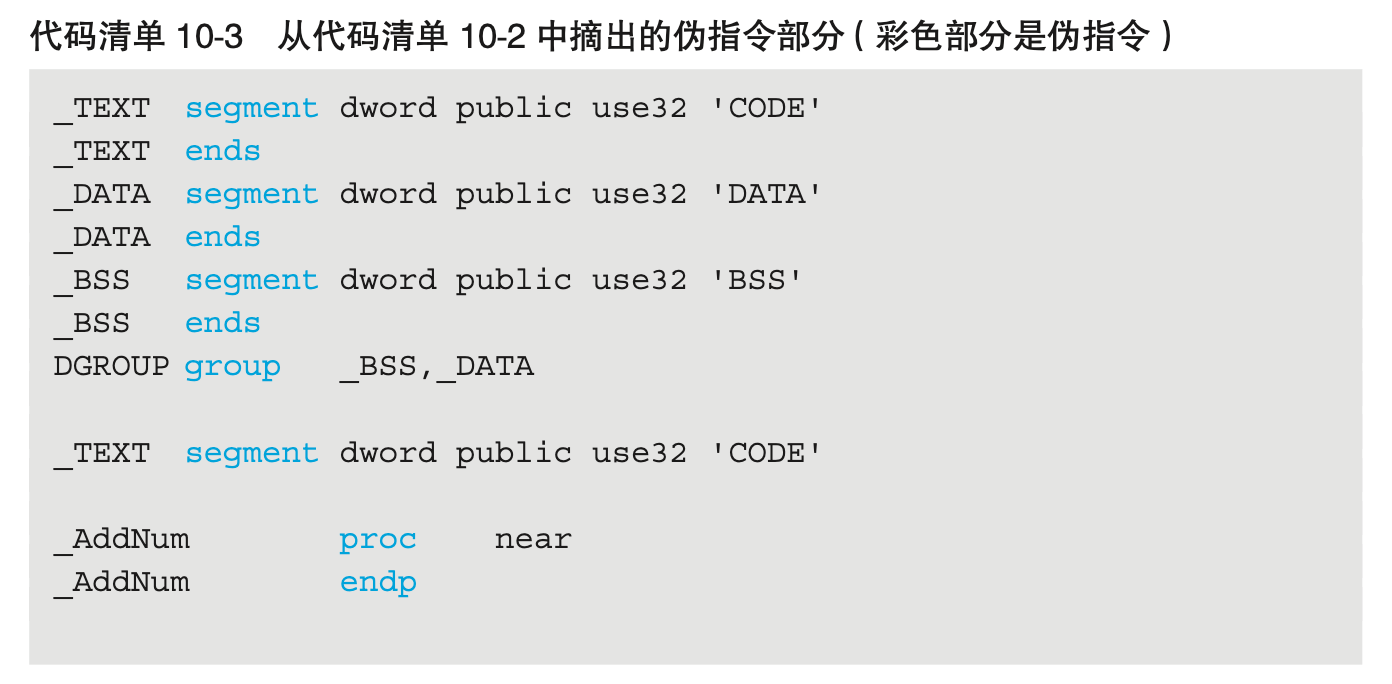 代码清单 10-3 从代码清单 10-2 中摘出的伪指令部分(彩色部分是伪指令)
_TEXT segment dword public use32 'CODE'
_TEXT ends
_DATA segment dword public use32 'DATA'
_DATA ends
_BSS segment dword public use32 'BSS'
_BSS ends
DGROUP group _BSS,_DATA
_TEXT segment dword public use32 'CODE'
_AddNum proc near
_AddNum endp